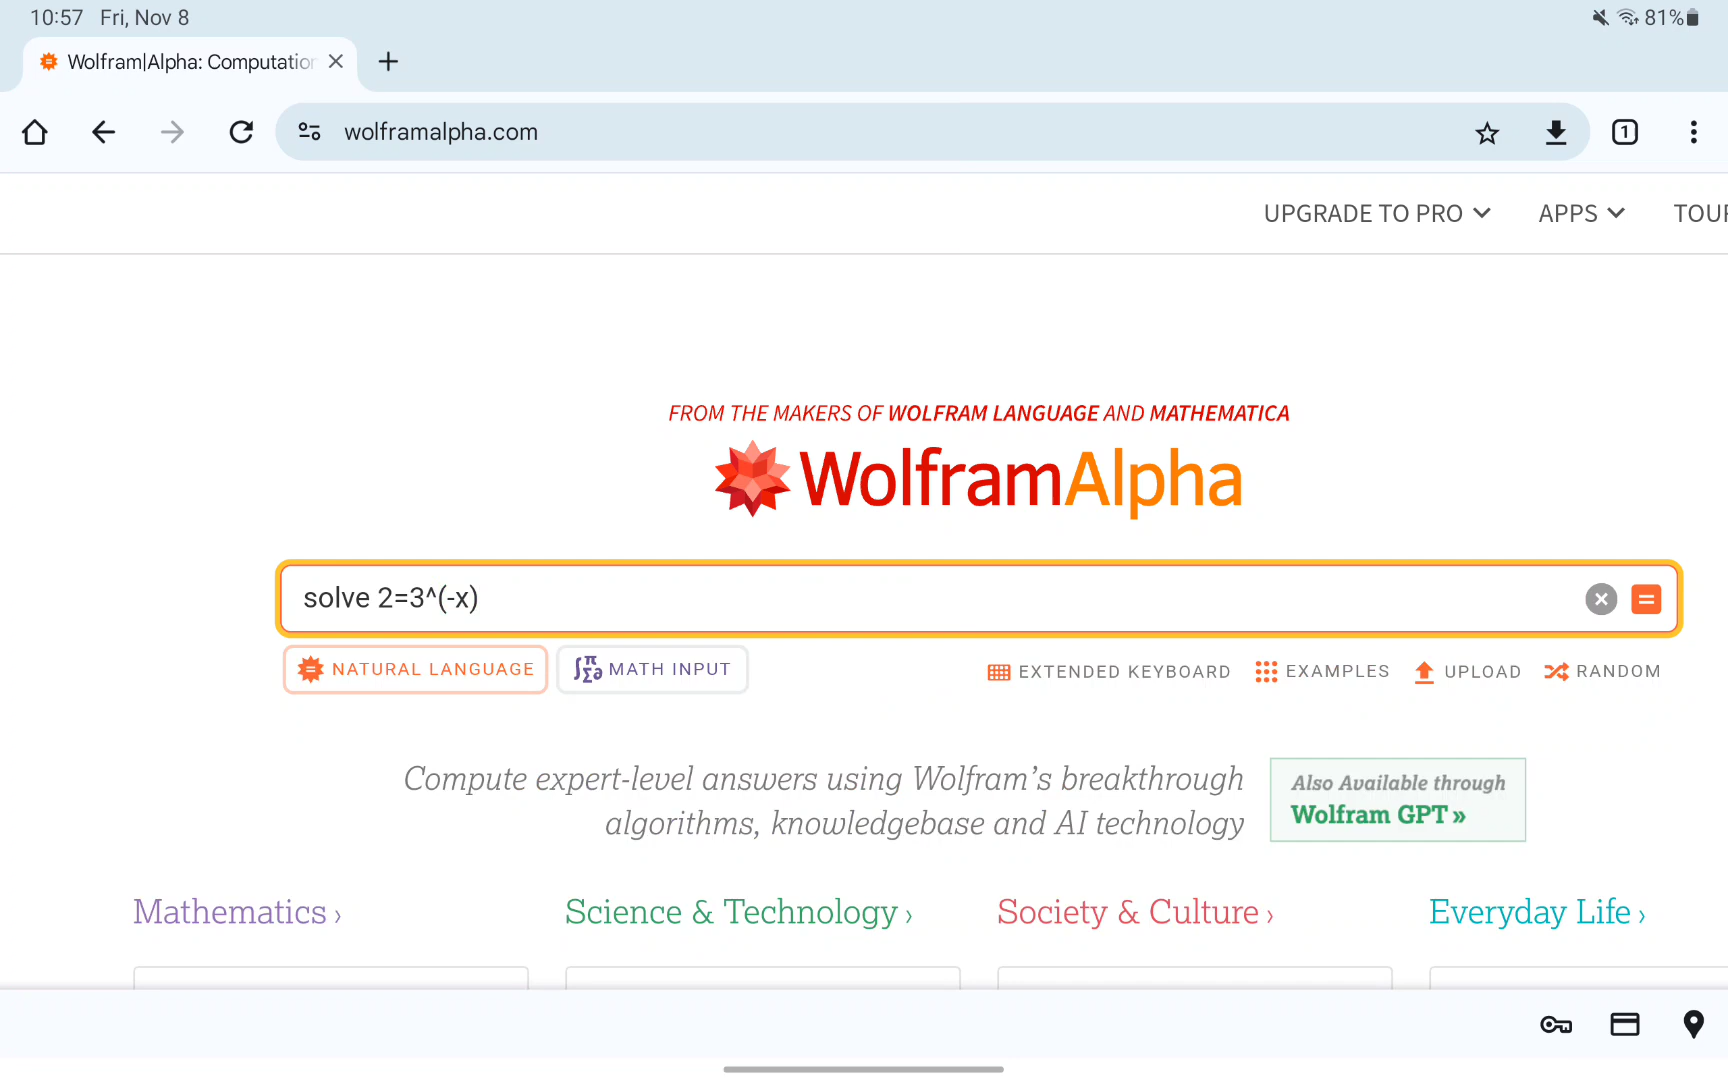 10:57 Fri, Nov 8 81%
Wolfram|Alpha: Computation
wolframalpha.com 1
UPGRADE TO PRO APPS TOUR
FROM THE MAKERS OF WOLFRAM LANGUAGE AND MATHEMATICA
WolframAlpha
solve 2=3^(-x)
NATURAL LANGUAGE MATH INPUT EXTENDED KEYBOARD EXAMPLES UPLOAD RANDOM
Compute expert-level answers using Wolfram's breakthrough
algorithms, knowledgebase and AI technology
Also Available through
Wolfram GPT »
Mathematics › Science & Technology › Society & Culture › Everyday Life ›